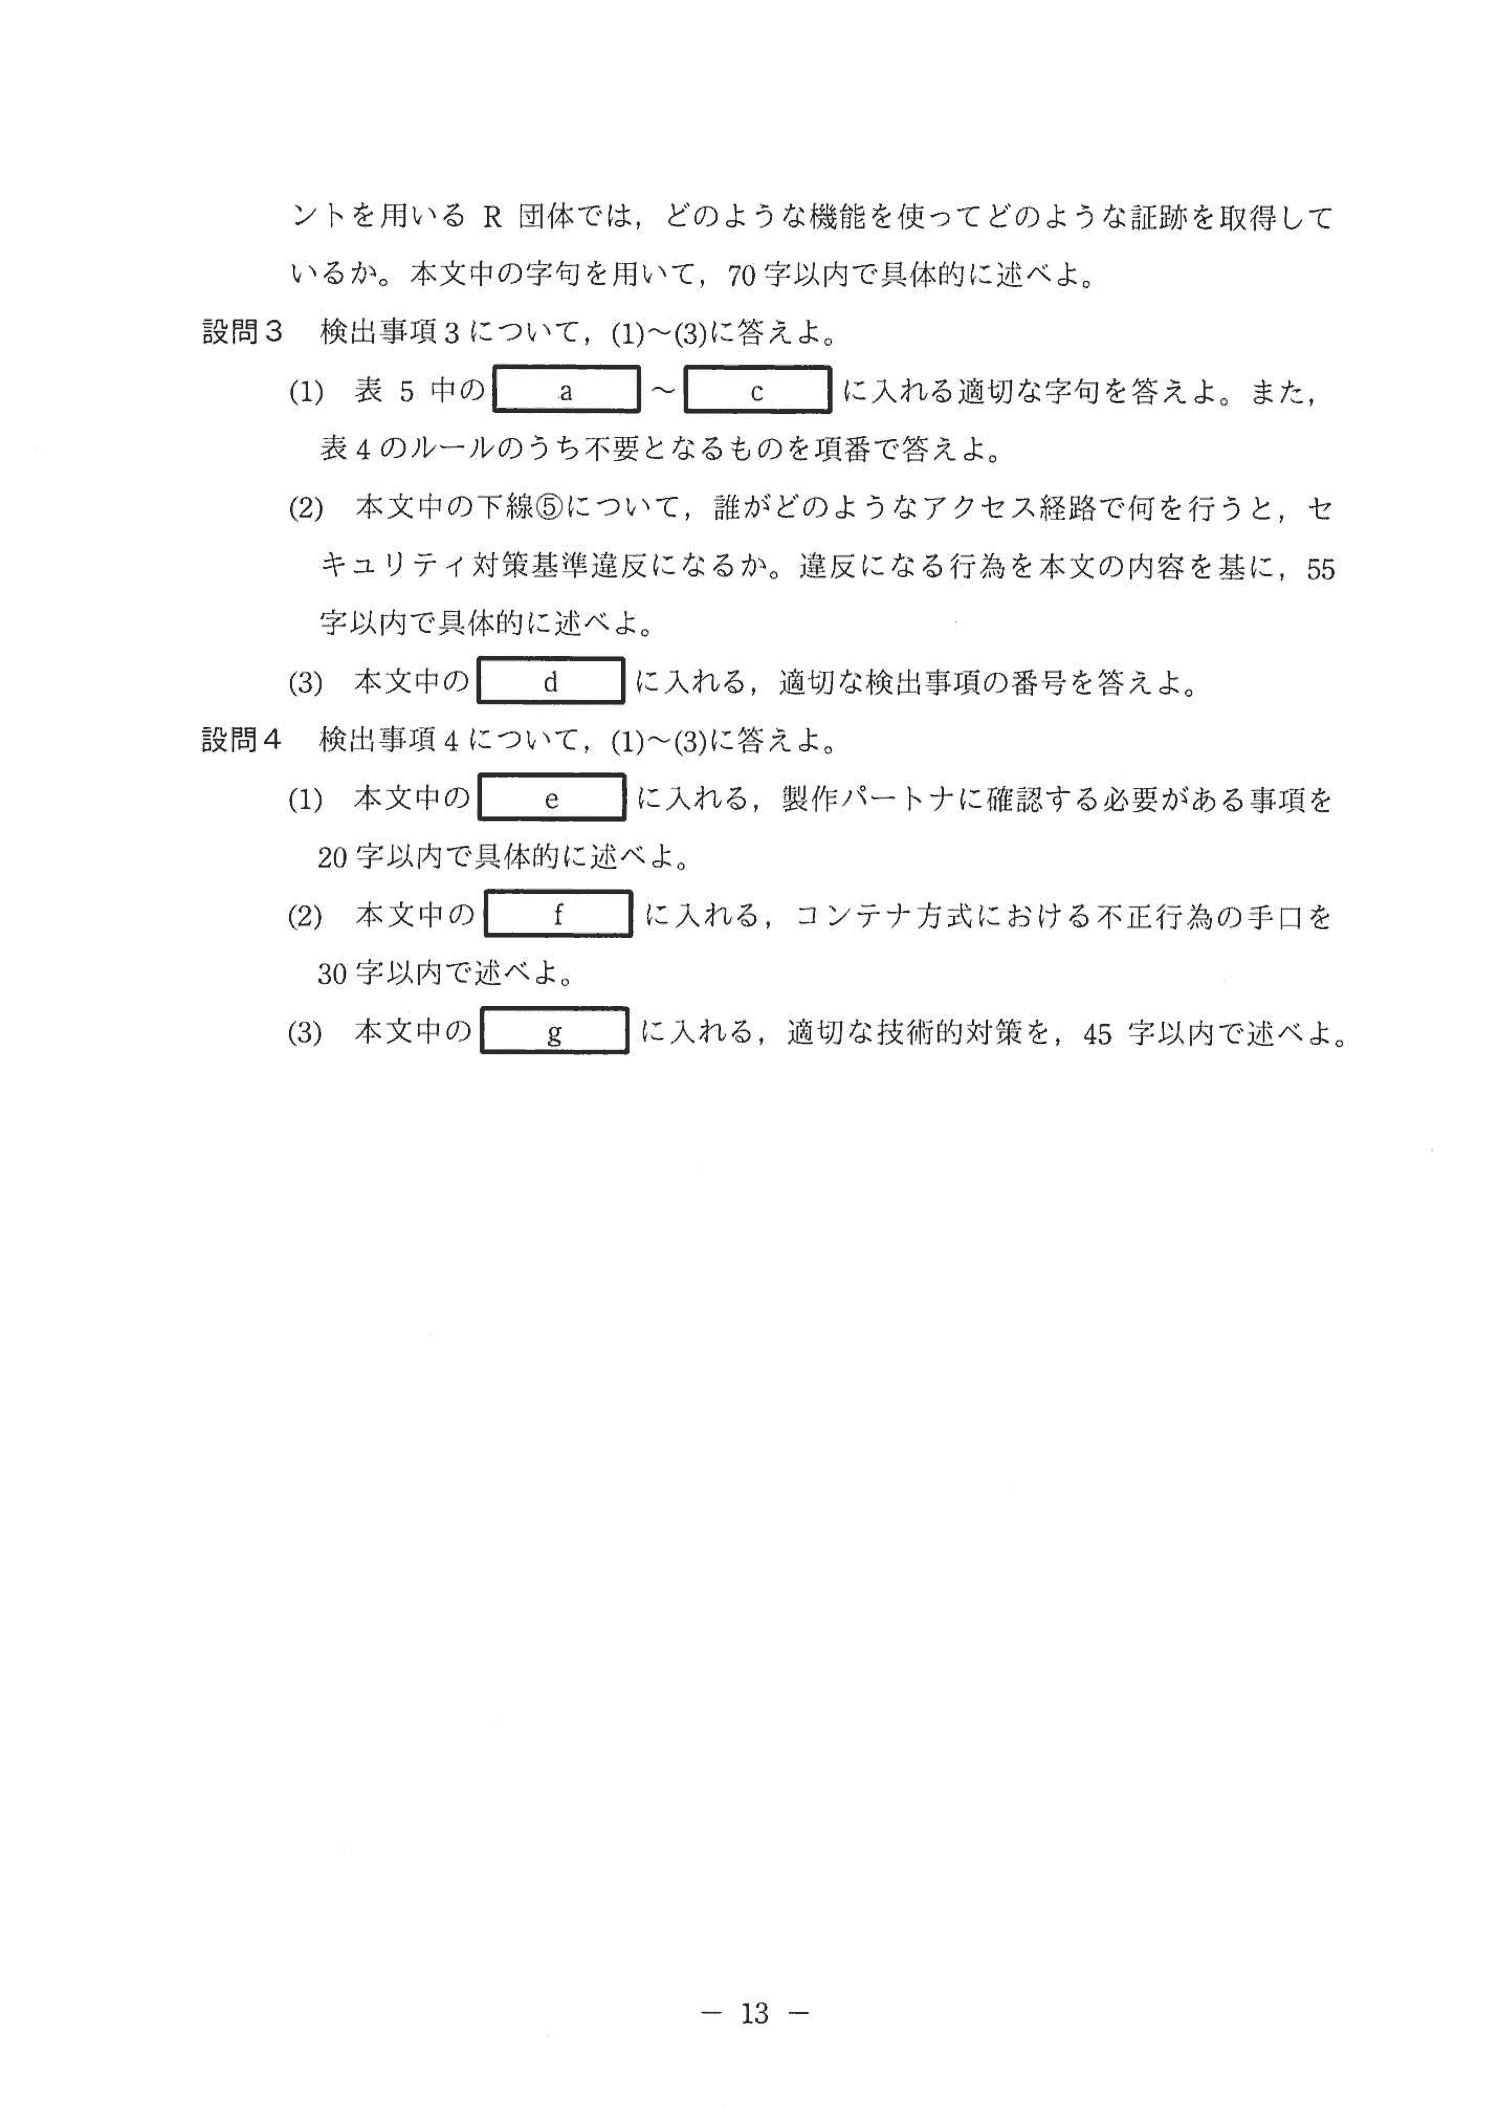 ントを用いる R 団体では，どのような機能を使ってどのような証跡を取得して
いるか。本文中の字句を用いて，70 字以内で具体的に述べよ。
設問３ 検出事項 3 について，(1)～(3)に答えよ。
(1) 表 5 中の a ～ c に入れる適切な字句を答えよ。また，
表 4 のルールのうち不要となるものを項番で答えよ。
(2) 本文中の下線⑤について，誰がどのようなアクセス経路で何を行うと，セ
キュリティ対策基準違反になるか。違反になる行為を本文の内容を基に，55
字以内で具体的に述べよ。
(3) 本文中の d に入れる，適切な検出事項の番号を答えよ。
設問４ 検出事項 4 について，(1)～(3)に答えよ。
(1) 本文中の e に入れる，製作パートナに確認する必要がある事項を
20 字以内で具体的に述べよ。
(2) 本文中の f に入れる，コンテナ方式における不正行為の手口を
30 字以内で述べよ。
(3) 本文中の g に入れる，適切な技術的対策を，45 字以内で述べよ。
－ 13 －